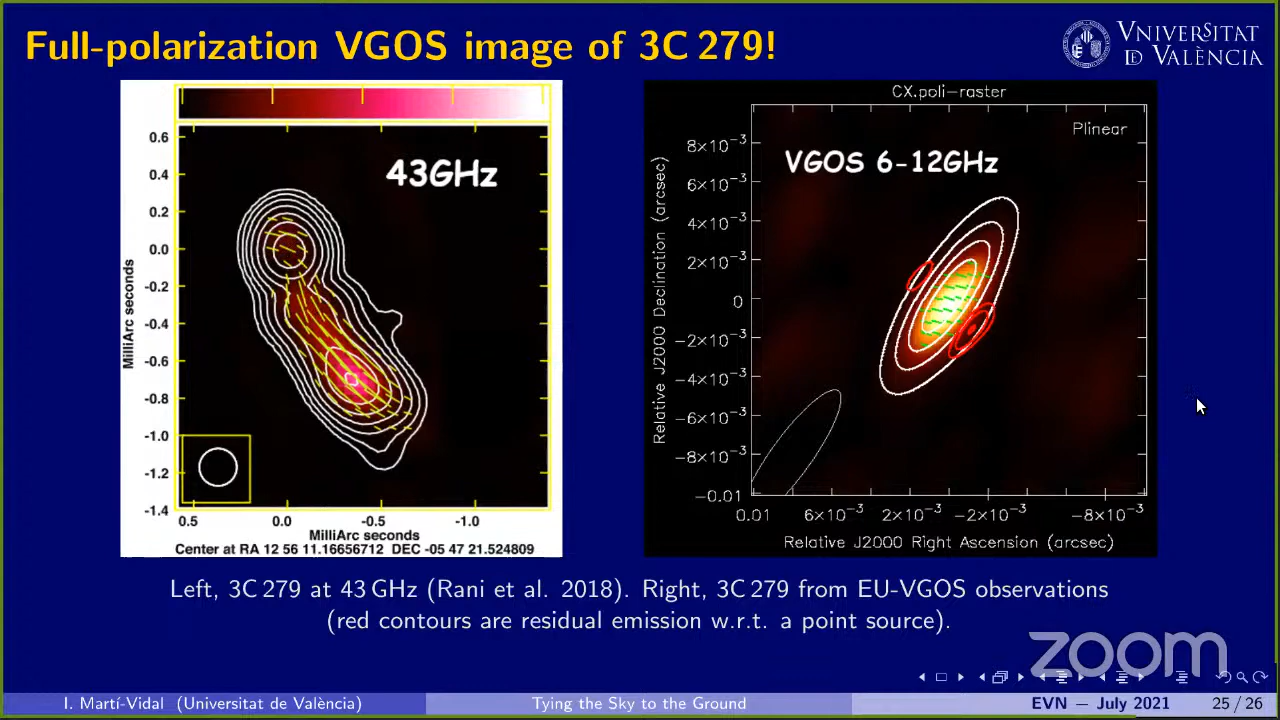 Full-polarization VGOS image of 3C 279!
VNIVERSITAT
DE VALÈNCIA
43GHz
0.6
0.4
0.2
0.0
-0.2
-0.4
-0.6
-0.8
-1.0
-1.2
-1.4
MilliArc seconds
0.5 0.0 -0.5 -1.0
MilliArc seconds
Center at RA 12 56 11.16656712 DEC -05 47 21.524809
CX.poli-raster
Plinear
VGOS 6-12GHz
8×10⁻³
6×10⁻³
4×10⁻³
2×10⁻³
0
−2×10⁻³
−4×10⁻³
−6×10⁻³
−8×10⁻³
−0.01
Relative J2000 Declination (arcsec)
0.01 6×10⁻³ 2×10⁻³ −2×10⁻³ −8×10⁻³
Relative J2000 Right Ascension (arcsec)
Left, 3C 279 at 43 GHz (Rani et al. 2018). Right, 3C 279 from EU-VGOS observations
(red contours are residual emission w.r.t. a point source).
zoom
I. Martí-Vidal (Universitat de València) Tying the Sky to the Ground EVN — July 2021 25 / 26